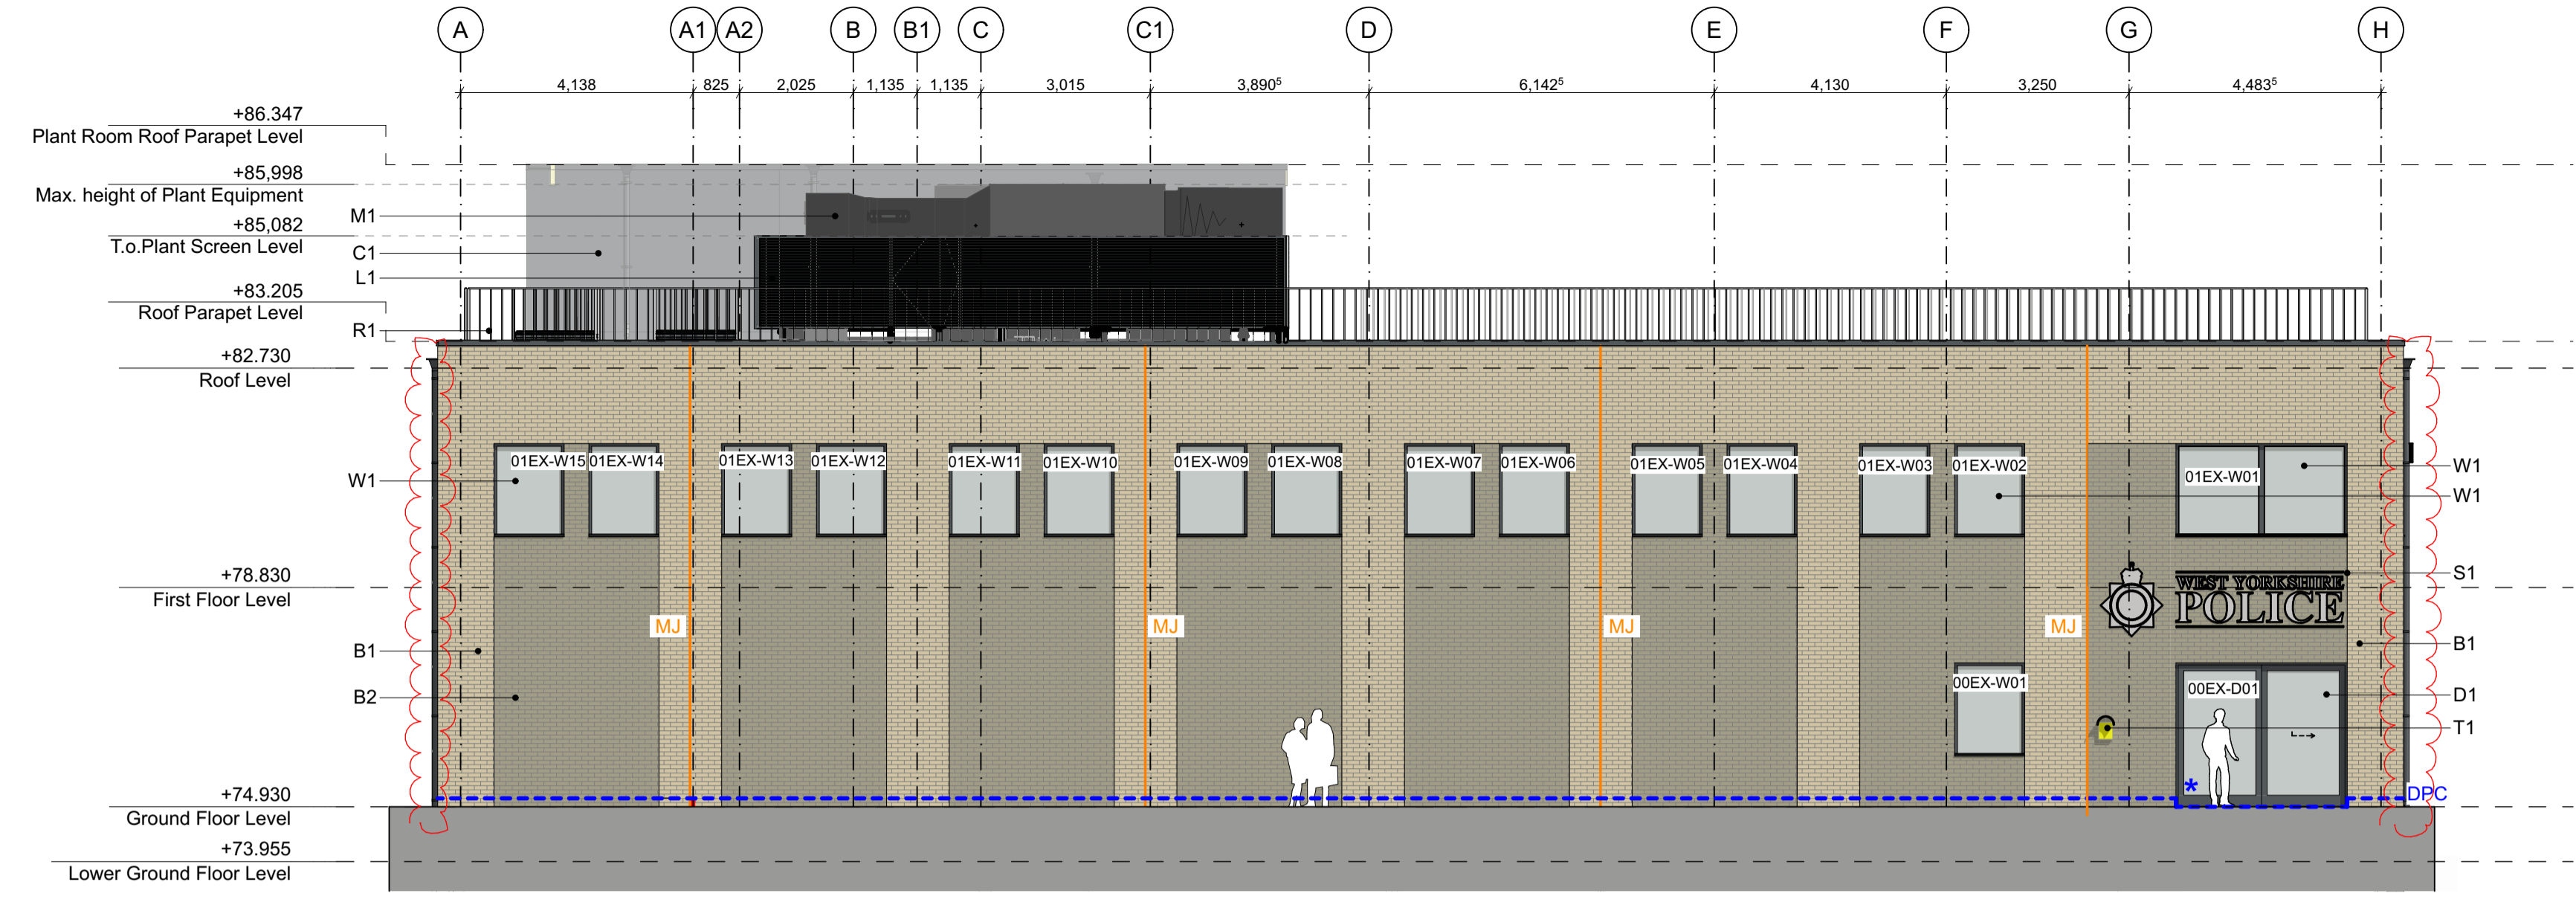 A A1 A2 B B1 C C1 D E F G H
4,138 825 2,025 1,135 1,135 3,015 3,890⁵ 6,142⁵ 4,130 3,250 4,483⁵
+86.347
Plant Room Roof Parapet Level
+85,998
Max. height of Plant Equipment
M1
+85,082
T.o.Plant Screen Level
C1
L1
+83.205
Roof Parapet Level
R1
+82.730
Roof Level
01EX-W15 01EX-W14 01EX-W13 01EX-W12 01EX-W11 01EX-W10 01EX-W09 01EX-W08 01EX-W07 01EX-W06 01EX-W05 01EX-W04 01EX-W03 01EX-W02 01EX-W01
W1
W1
W1
+78.830
First Floor Level
S1
WEST YORKSHIRE
POLICE
MJ MJ MJ MJ
B1
B1
B2
00EX-W01
00EX-D01
D1
T1
*
+74.930
Ground Floor Level
DPC
+73.955
Lower Ground Floor Level